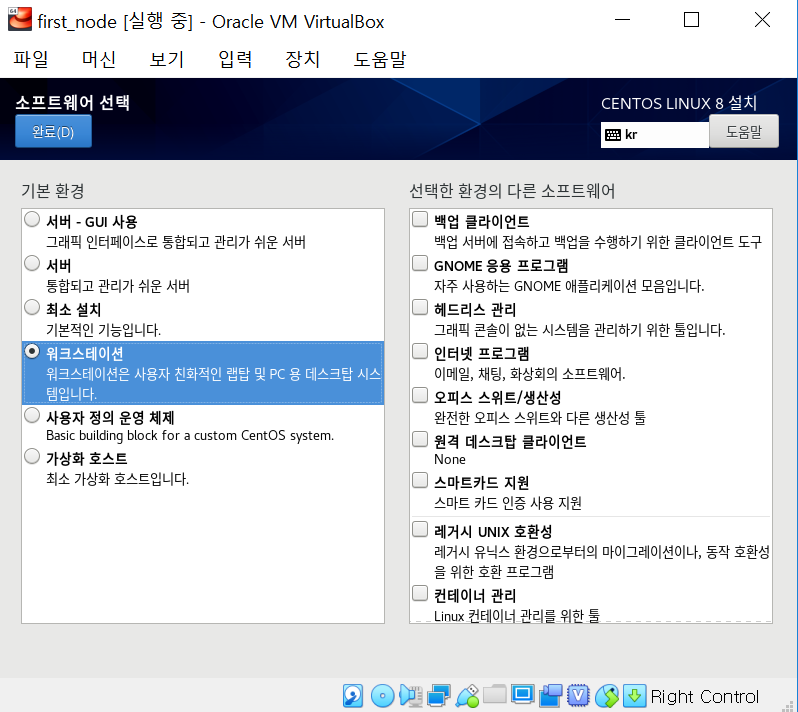 first_node [실행 중] - Oracle VM VirtualBox
파일 머신 보기 입력 장치 도움말
소프트웨어 선택
완료(D)
CENTOS LINUX 8 설치
kr
도움말
기본 환경
서버 - GUI 사용
그래픽 인터페이스로 통합되고 관리가 쉬운 서버
서버
통합되고 관리가 쉬운 서버
최소 설치
기본적인 기능입니다.
워크스테이션
워크스테이션은 사용자 친화적인 랩탑 및 PC 용 데스크탑 시스
템입니다.
사용자 정의 운영 체제
Basic building block for a custom CentOS system.
가상화 호스트
최소 가상화 호스트입니다.
선택한 환경의 다른 소프트웨어
백업 클라이언트
백업 서버에 접속하고 백업을 수행하기 위한 클라이언트 도구
GNOME 응용 프로그램
자주 사용하는 GNOME 애플리케이션 모음입니다.
헤드리스 관리
그래픽 콘솔이 없는 시스템을 관리하기 위한 툴입니다.
인터넷 프로그램
이메일, 채팅, 화상회의 소프트웨어.
오피스 스위트/생산성
완전한 오피스 스위트와 다른 생산성 툴
원격 데스크탑 클라이언트
None
스마트카드 지원
스마트 카드 인증 사용 지원
레거시 UNIX 호환성
레거시 유닉스 환경으로부터의 마이그레이션이나, 동작 호환성
을 위한 호환 프로그램
컨테이너 관리
Linux 컨테이너 관리를 위한 툴
Right Control